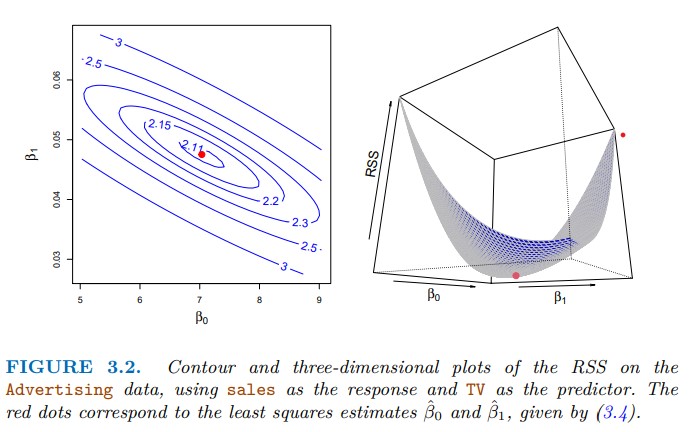 3
2.5
2.15
2.11
2.2
2.3
2.5
3
0.06
0.05
0.04
0.03
β1
5 6 7 8 9
β0
RSS
β0
β1
FIGURE 3.2. Contour and three-dimensional plots of the RSS on the
Advertising data, using sales as the response and TV as the predictor. The
red dots correspond to the least squares estimates β̂0 and β̂1, given by (3.4).